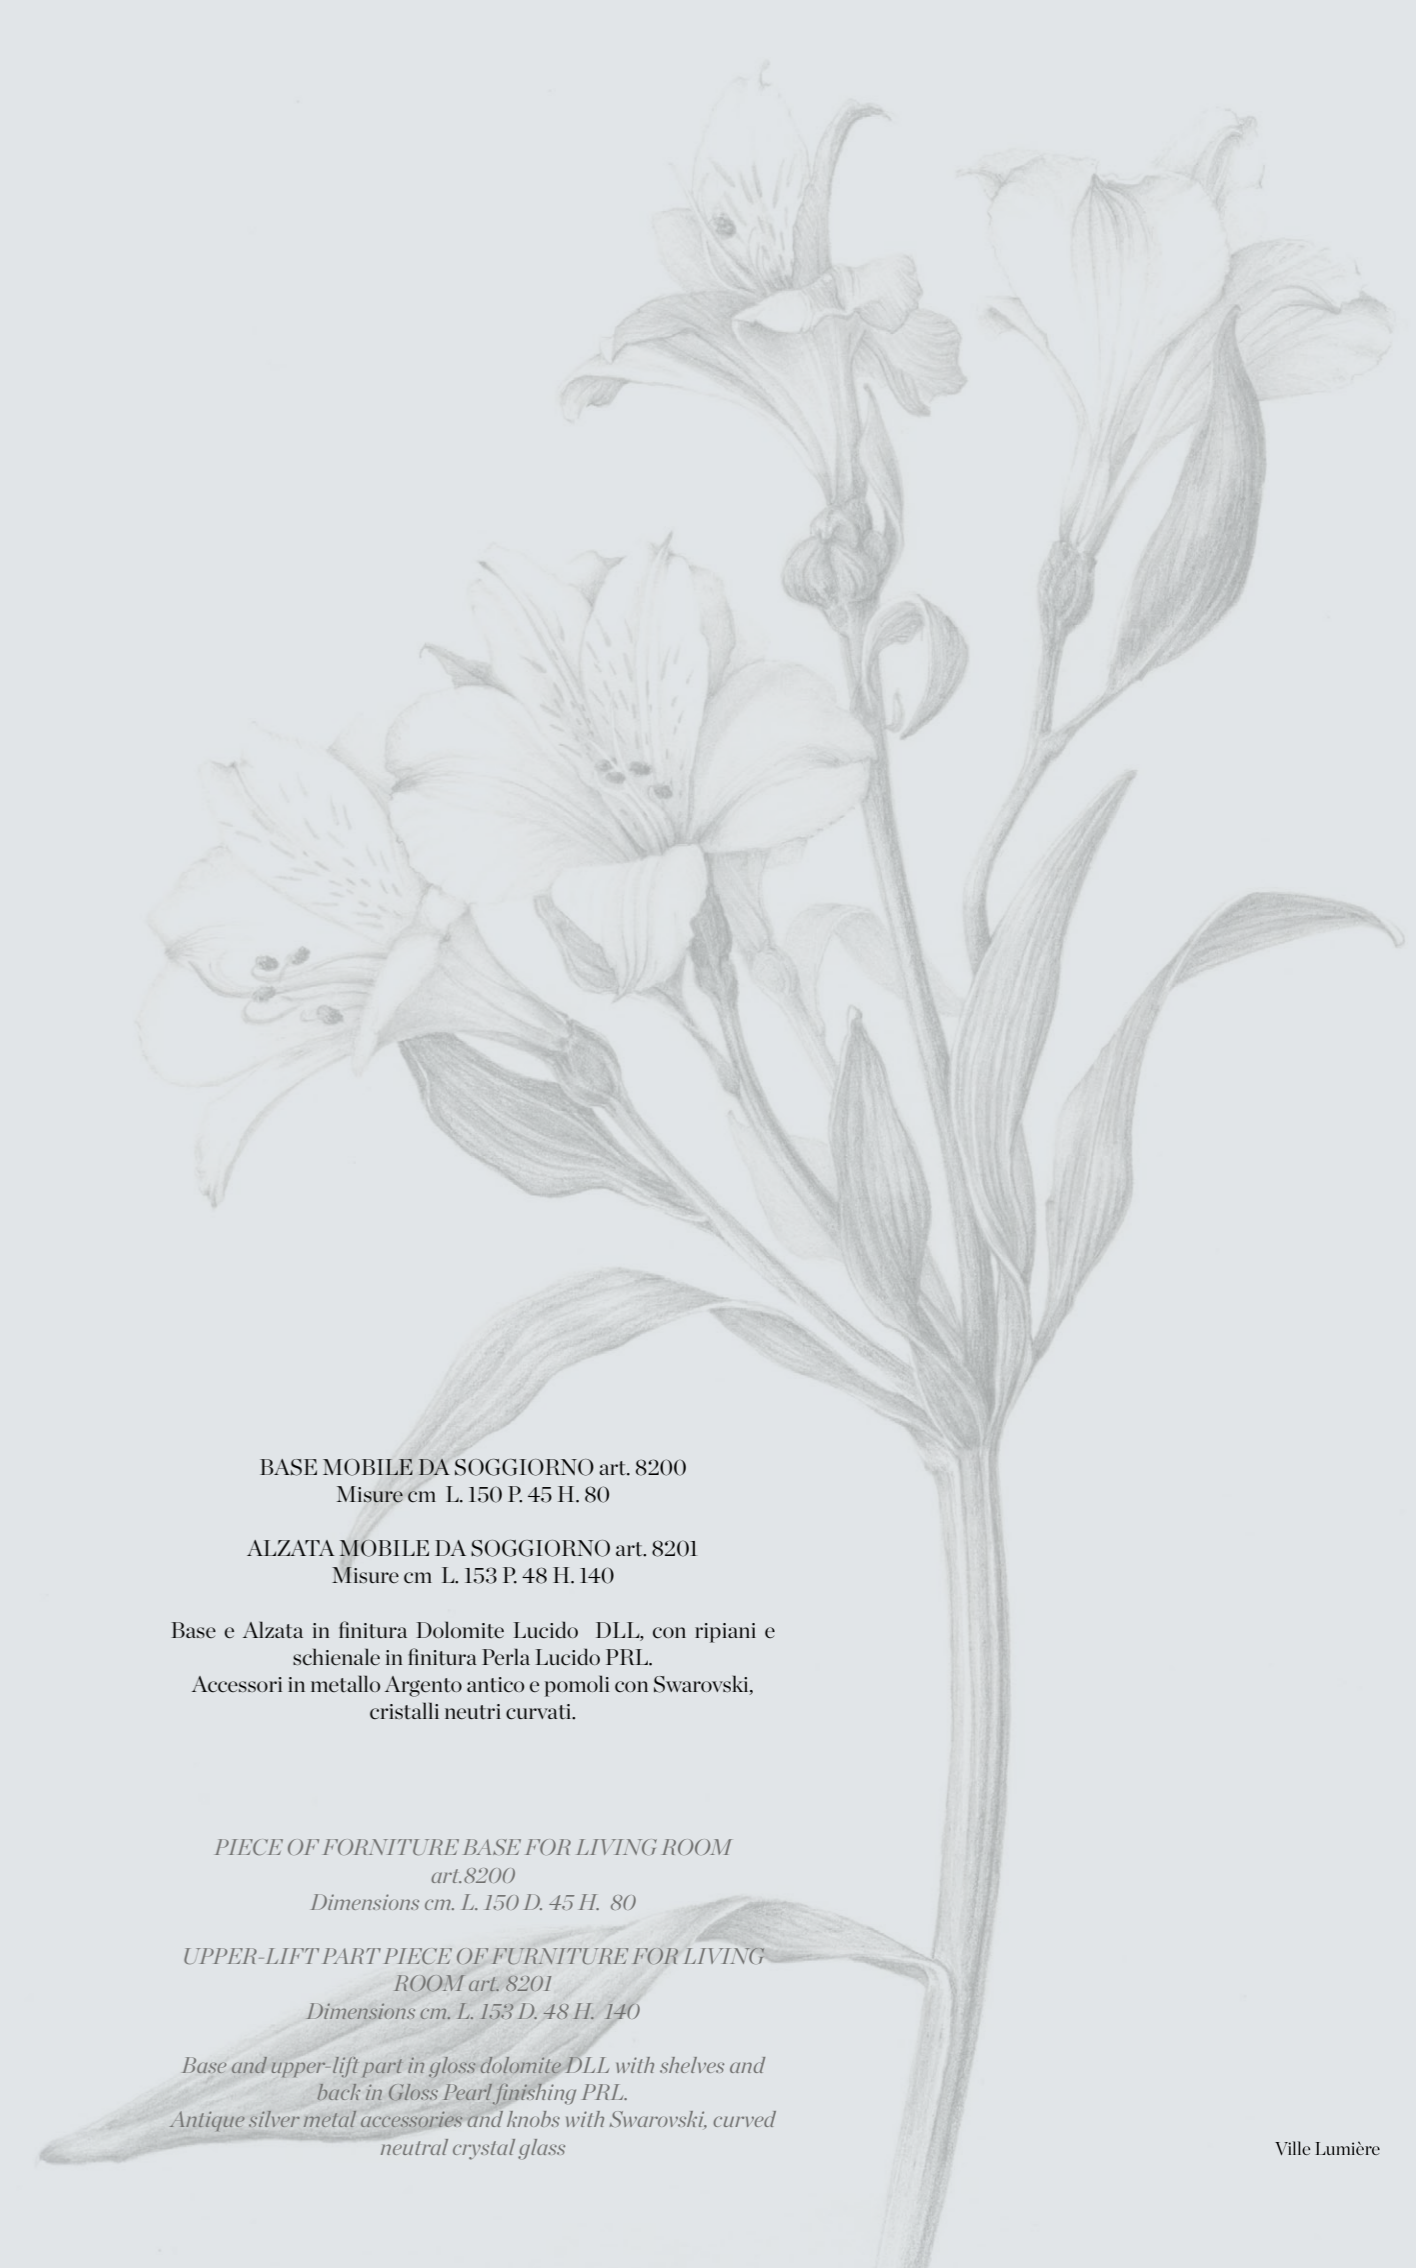 BASE MOBILE DA SOGGIORNO art. 8200
Misure cm  L. 150 P. 45 H. 80
ALZATA MOBILE DA SOGGIORNO art. 8201
Misure cm  L. 153 P. 48 H. 140
Base e Alzata in finitura Dolomite Lucido  DLL, con ripiani e
schienale in finitura Perla Lucido PRL.
Accessori in metallo Argento antico e pomoli con Swarovski,
cristalli neutri curvati.
PIECE OF FORNITURE BASE FOR LIVING ROOM
art.8200
Dimensions cm. L. 150 D. 45 H.  80
UPPER-LIFT PART PIECE OF FURNITURE FOR LIVING
ROOM art. 8201
Dimensions cm. L. 153 D. 48 H.  140
Base and upper-lift part in gloss dolomite DLL with shelves and
back in Gloss Pearl finishing PRL.
Antique silver metal accessories and knobs with Swarovski, curved
neutral crystal glass
Ville Lumière